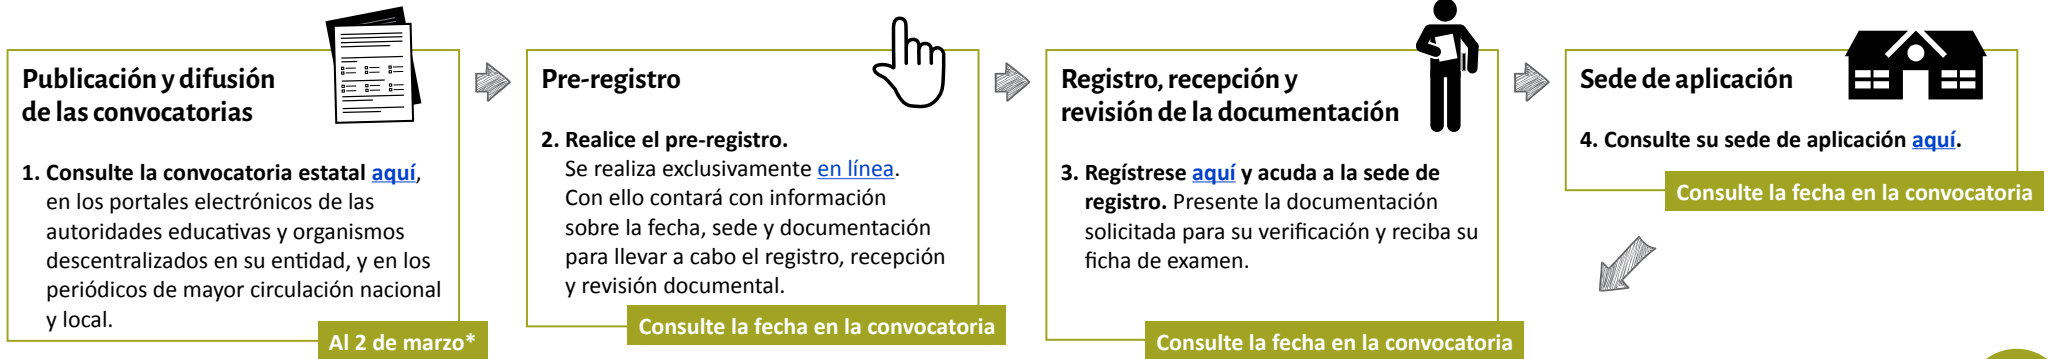 Publicación y difusión
de las convocatorias
1. Consulte la convocatoria estatal aquí,
en los portales electrónicos de las
autoridades educativas y organismos
descentralizados en su entidad, y en los
periódicos de mayor circulación nacional
y local.
Al 2 de marzo*
Pre-registro
2. Realice el pre-registro.
Se realiza exclusivamente en línea.
Con ello contará con información
sobre la fecha, sede y documentación
para llevar a cabo el registro, recepción
y revisión documental.
Consulte la fecha en la convocatoria
Registro, recepción y
revisión de la documentación
3. Regístrese aquí y acuda a la sede de
registro. Presente la documentación
solicitada para su verificación y reciba su
ficha de examen.
Consulte la fecha en la convocatoria
Sede de aplicación
4. Consulte su sede de aplicación aquí.
Consulte la fecha en la convocatoria